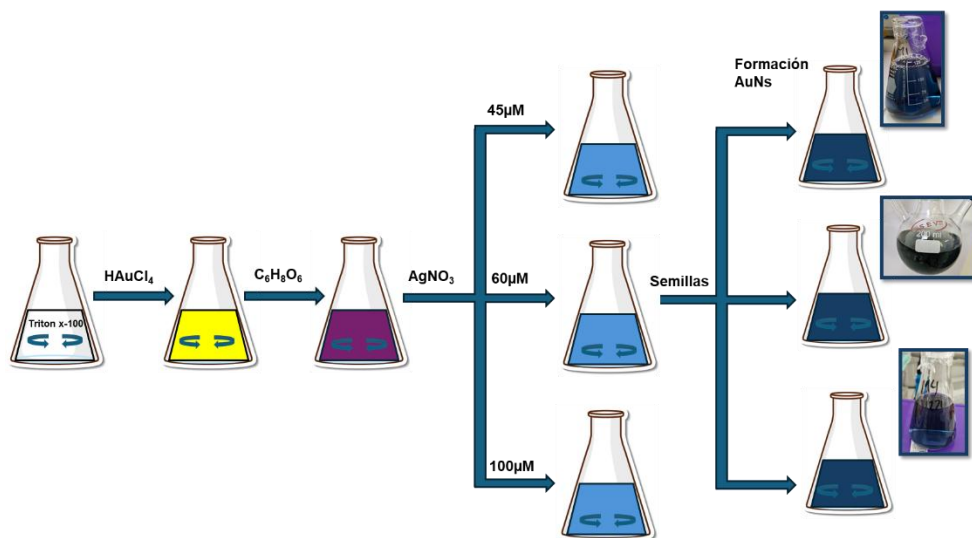 Triton x-100
HAuCl₄
C₆H₈O₆
AgNO₃
45µM
60µM
100µM
Semillas
Formación
AuNs